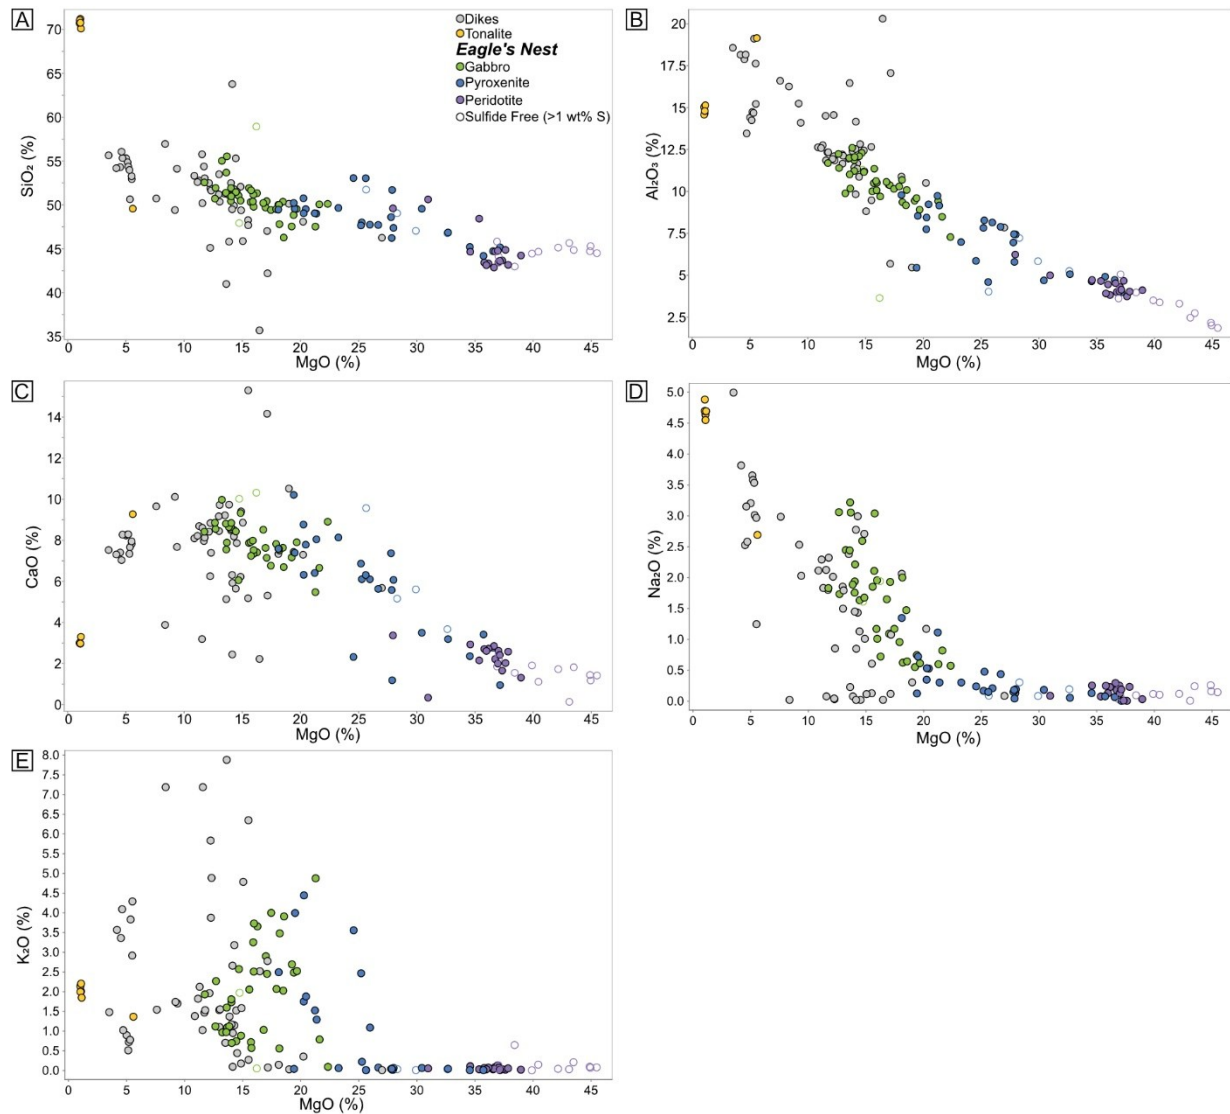 A
SiO₂ (%)
70
65
60
55
50
45
40
35
0 5 10 15 20 25 30 35 40 45
MgO (%)
Dikes
Tonalite
Eagle's Nest
Gabbro
Pyroxenite
Peridotite
Sulfide Free (>1 wt% S)
B
Al₂O₃ (%)
20
17.5
15
12.5
10
7.5
5
2.5
0 5 10 15 20 25 30 35 40 45
MgO (%)
C
CaO (%)
14
12
10
8
6
4
2
0
0 5 10 15 20 25 30 35 40 45
MgO (%)
D
Na₂O (%)
5.0
4.5
4.0
3.5
3.0
2.5
2.0
1.5
1.0
0.5
0.0
0 5 10 15 20 25 30 35 40 45
MgO (%)
E
K₂O (%)
8.0
7.5
7.0
6.5
6.0
5.5
5.0
4.5
4.0
3.5
3.0
2.5
2.0
1.5
1.0
0.5
0.0
0 5 10 15 20 25 30 35 40 45
MgO (%)